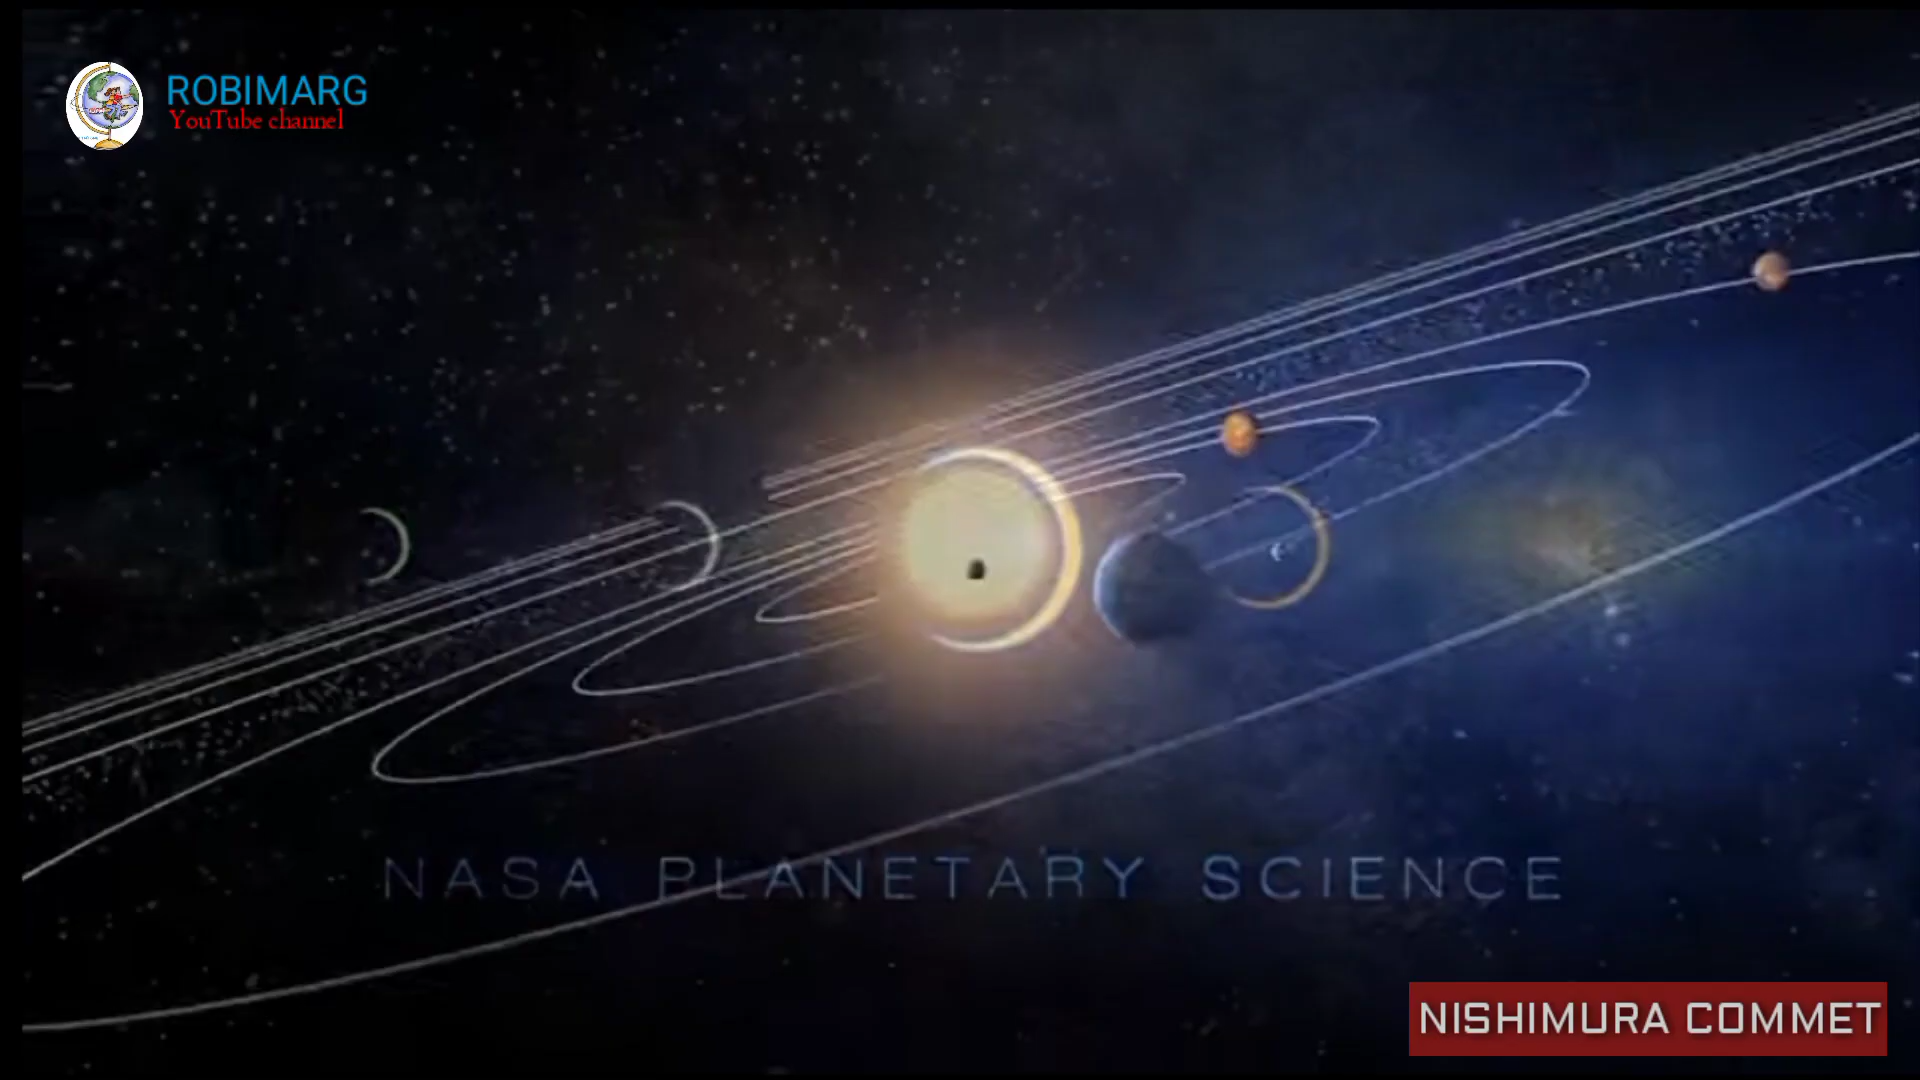 ROBIMARG
YouTube channel
NASA PLANETARY SCIENCE
NISHIMURA COMMET